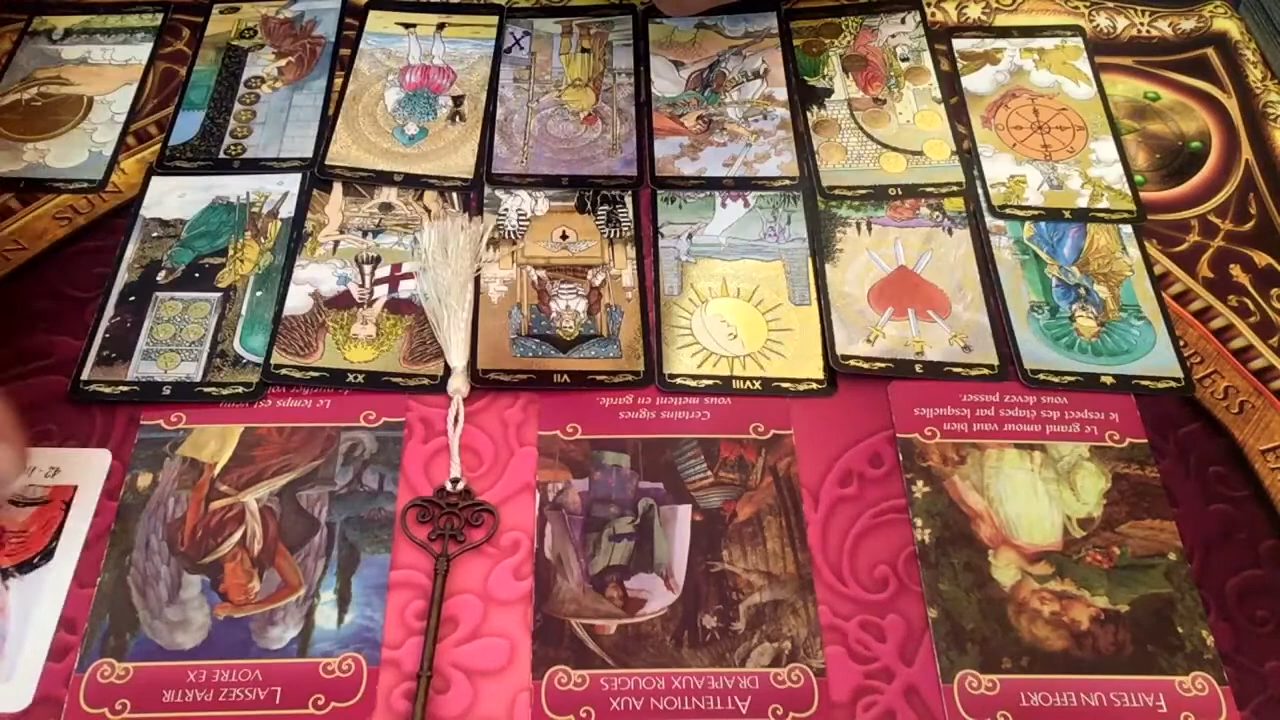 SUN
10
X
5
XX
VII
XVIII
3
PRESS
Le temps est venu
Certains signes
vous mettent en garde.
Le grand amour vaut bien
le respect des étapes par lesquelles
vous devez passer.
42
LAISSEZ PARTIR
VOTRE EX
ATTENTION AUX
DRAPEAUX ROUGES
FAITES UN EFFORT